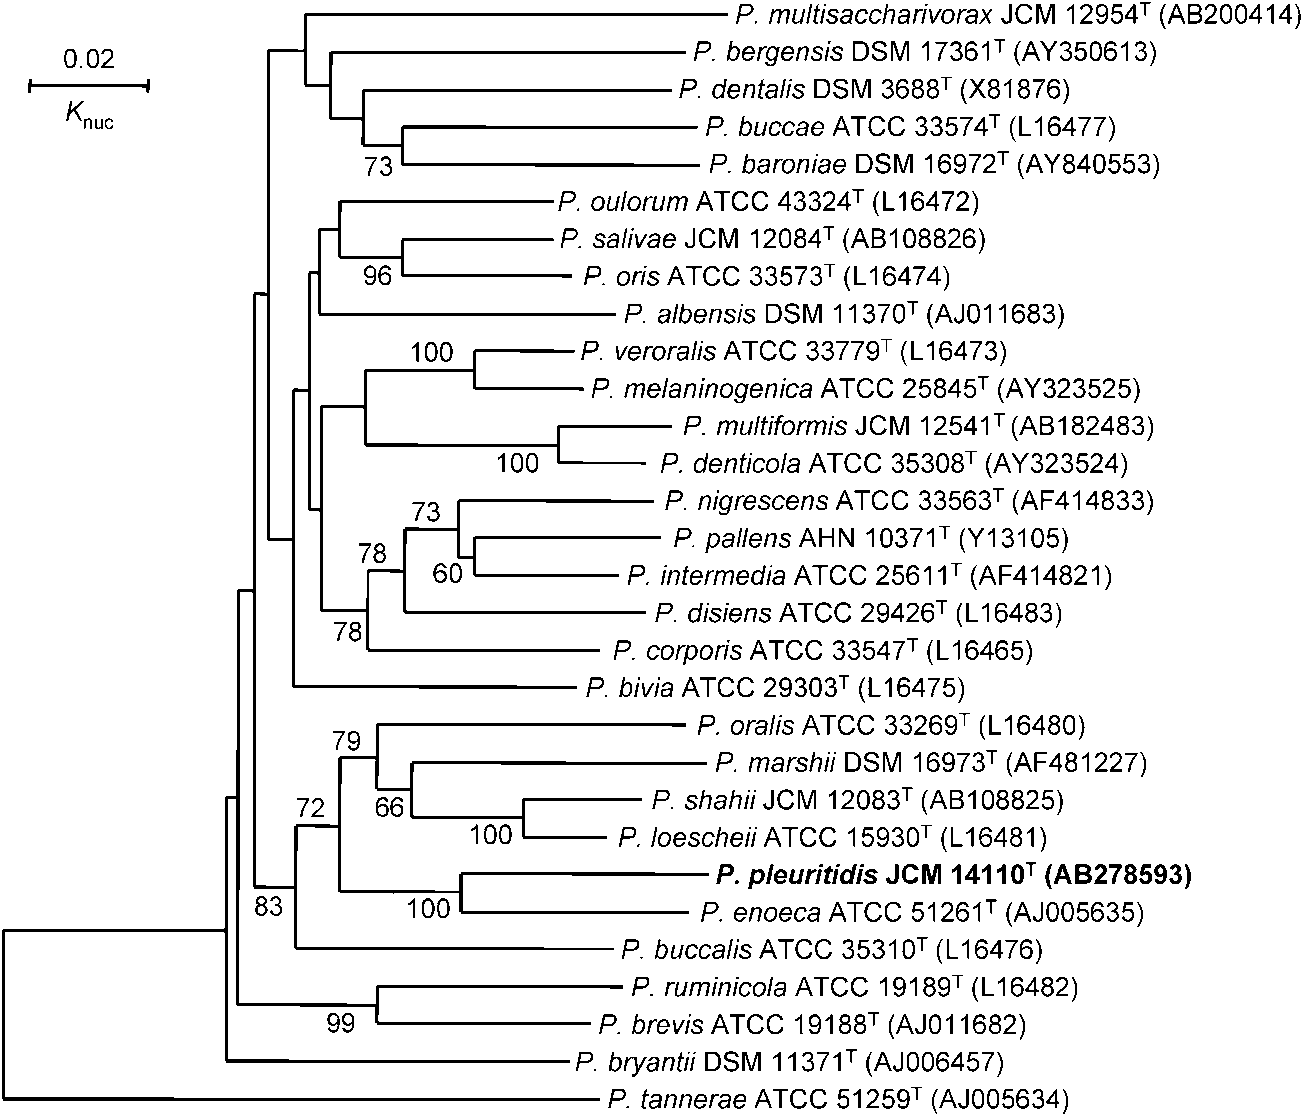 P. multisaccharivorax JCM 12954ᵀ (AB200414)
0.02
P. bergensis DSM 17361ᵀ (AY350613)
P. dentalis DSM 3688ᵀ (X81876)
Knuc
P. buccae ATCC 33574ᵀ (L16477)
73
P. baroniae DSM 16972ᵀ (AY840553)
P. oulorum ATCC 43324ᵀ (L16472)
P. salivae JCM 12084ᵀ (AB108826)
96
P. oris ATCC 33573ᵀ (L16474)
P. albensis DSM 11370ᵀ (AJ011683)
100
P. veroralis ATCC 33779ᵀ (L16473)
P. melaninogenica ATCC 25845ᵀ (AY323525)
P. multiformis JCM 12541ᵀ (AB182483)
100
P. denticola ATCC 35308ᵀ (AY323524)
P. nigrescens ATCC 33563ᵀ (AF414833)
73
P. pallens AHN 10371ᵀ (Y13105)
78
60
P. intermedia ATCC 25611ᵀ (AF414821)
P. disiens ATCC 29426ᵀ (L16483)
78
P. corporis ATCC 33547ᵀ (L16465)
P. bivia ATCC 29303ᵀ (L16475)
P. oralis ATCC 33269ᵀ (L16480)
79
P. marshii DSM 16973ᵀ (AF481227)
72
66
P. shahii JCM 12083ᵀ (AB108825)
100
P. loescheii ATCC 15930ᵀ (L16481)
P. pleuritidis JCM 14110ᵀ (AB278593)
83
100
P. enoeca ATCC 51261ᵀ (AJ005635)
P. buccalis ATCC 35310ᵀ (L16476)
P. ruminicola ATCC 19189ᵀ (L16482)
99
P. brevis ATCC 19188ᵀ (AJ011682)
P. bryantii DSM 11371ᵀ (AJ006457)
P. tannerae ATCC 51259ᵀ (AJ005634)